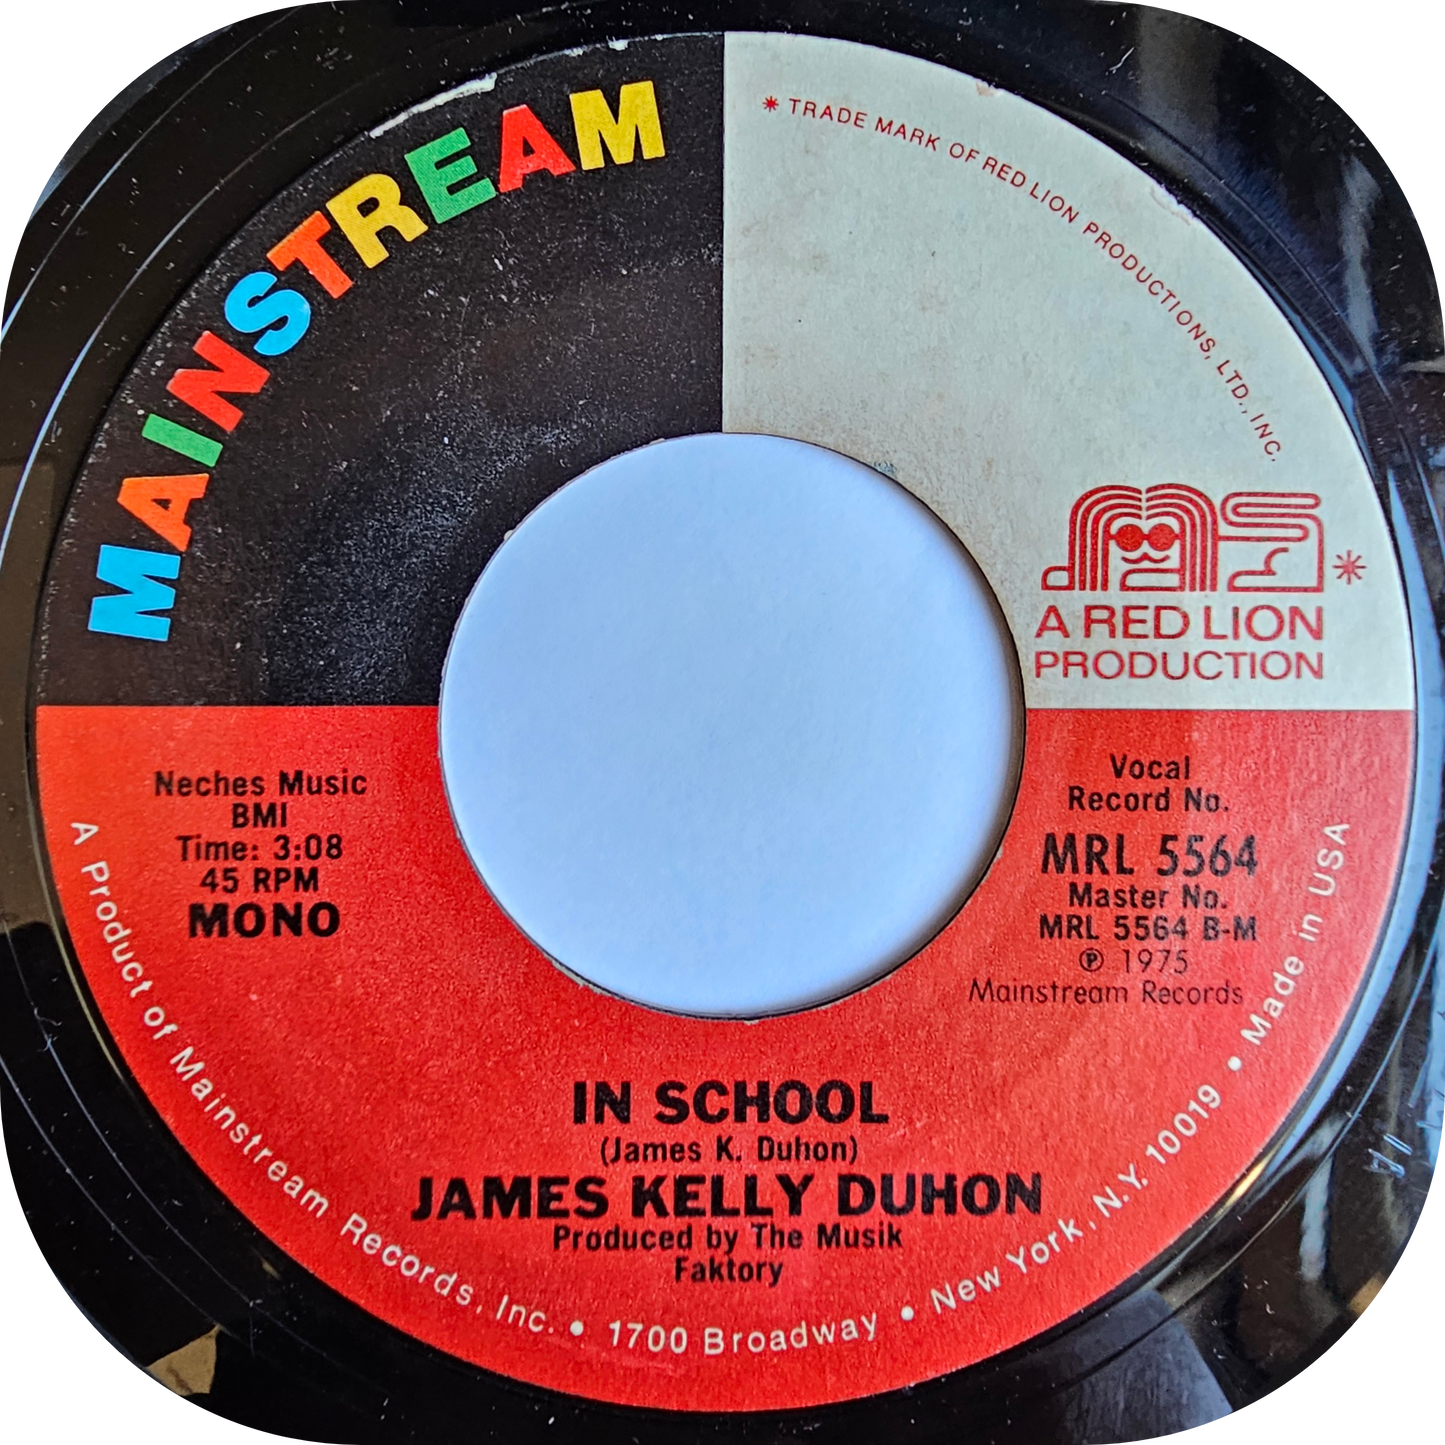 MAINSTREAM
* TRADE MARK OF RED LION PRODUCTIONS, LTD., INC.
*
A RED LION
PRODUCTION
Neches Music
BMI
Time: 3:08
45 RPM
MONO
Vocal
Record No.
MRL 5564
Master No.
MRL 5564 B-M
℗ 1975
Mainstream Records
IN SCHOOL
(James K. Duhon)
JAMES KELLY DUHON
Produced by The Musik
Faktory
A Product of Mainstream Records, Inc. • 1700 Broadway • New York, N.Y. 10019 • Made in USA